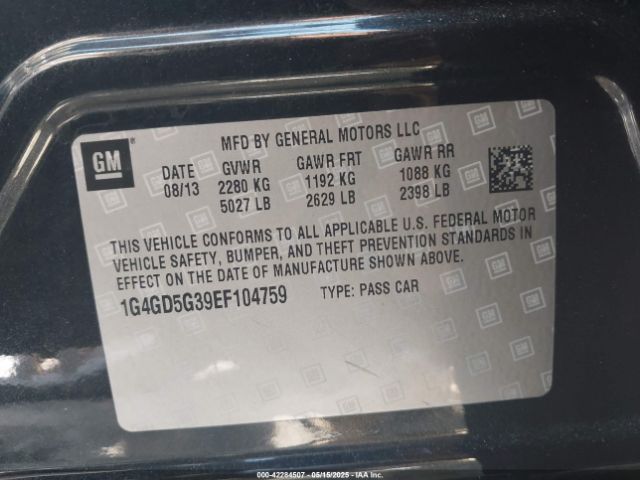 MFD BY GENERAL MOTORS LLC
GM
DATE GVWR GAWR FRT GAWR RR
08/13 2280 KG 1192 KG 1088 KG
5027 LB 2629 LB 2398 LB
THIS VEHICLE CONFORMS TO ALL APPLICABLE U.S. FEDERAL MOTOR
VEHICLE SAFETY, BUMPER, AND THEFT PREVENTION STANDARDS IN
EFFECT ON THE DATE OF MANUFACTURE SHOWN ABOVE.
1G4GD5G39EF104759 TYPE: PASS CAR
000-42284507 - 05/15/2025 - IAA Inc.